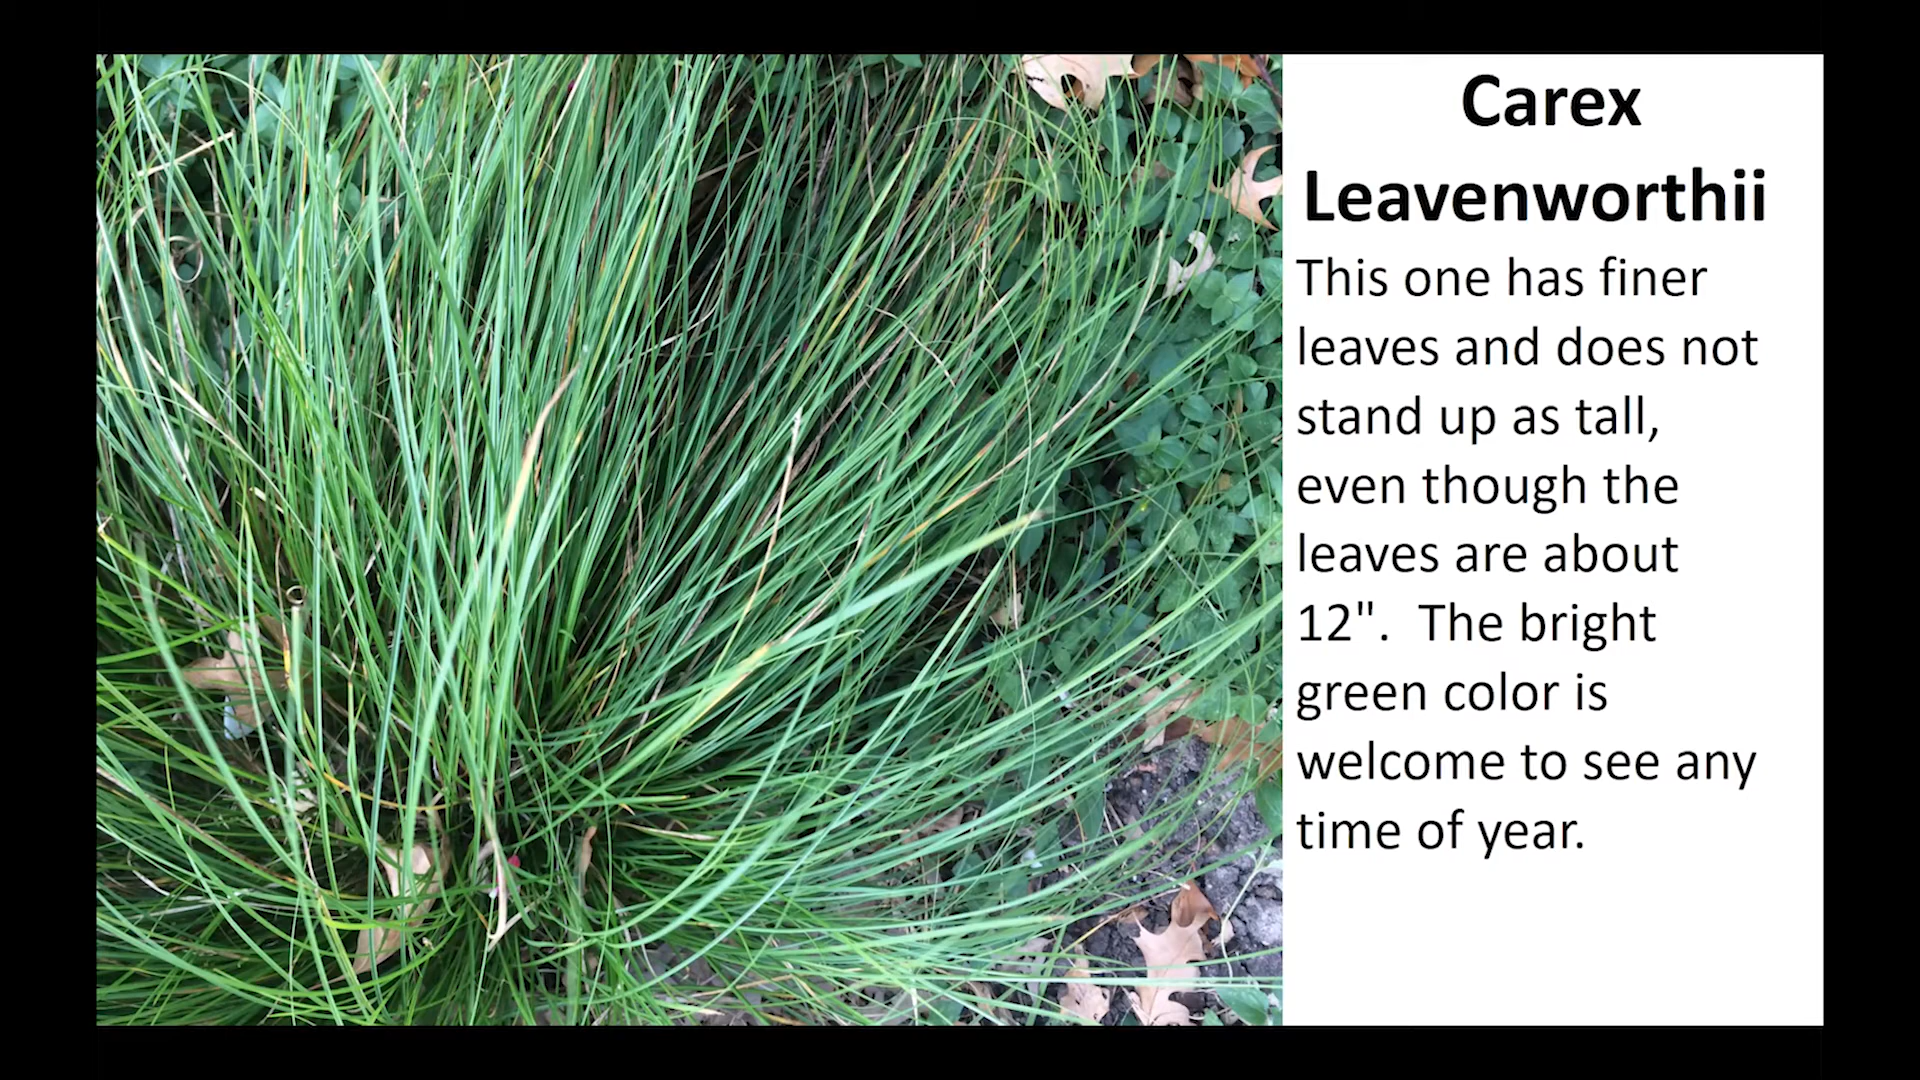 Carex
Leavenworthii
This one has finer
leaves and does not
stand up as tall,
even though the
leaves are about
12".  The bright
green color is
welcome to see any
time of year.